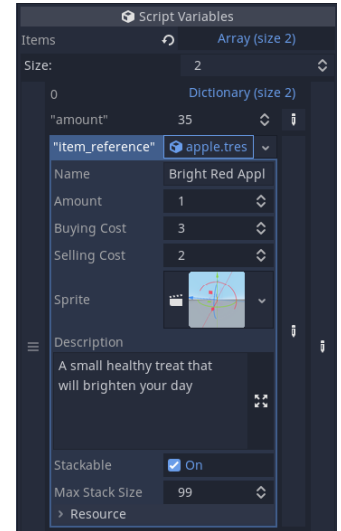 Script Variables
Items Array (size 2)
Size: 2
0 Dictionary (size 2)
"amount" 35
"item_reference" apple.tres
Name Bright Red Appl
Amount 1
Buying Cost 3
Selling Cost 2
Sprite
Description
A small healthy treat that
will brighten your day
Stackable On
Max Stack Size 99
Resource